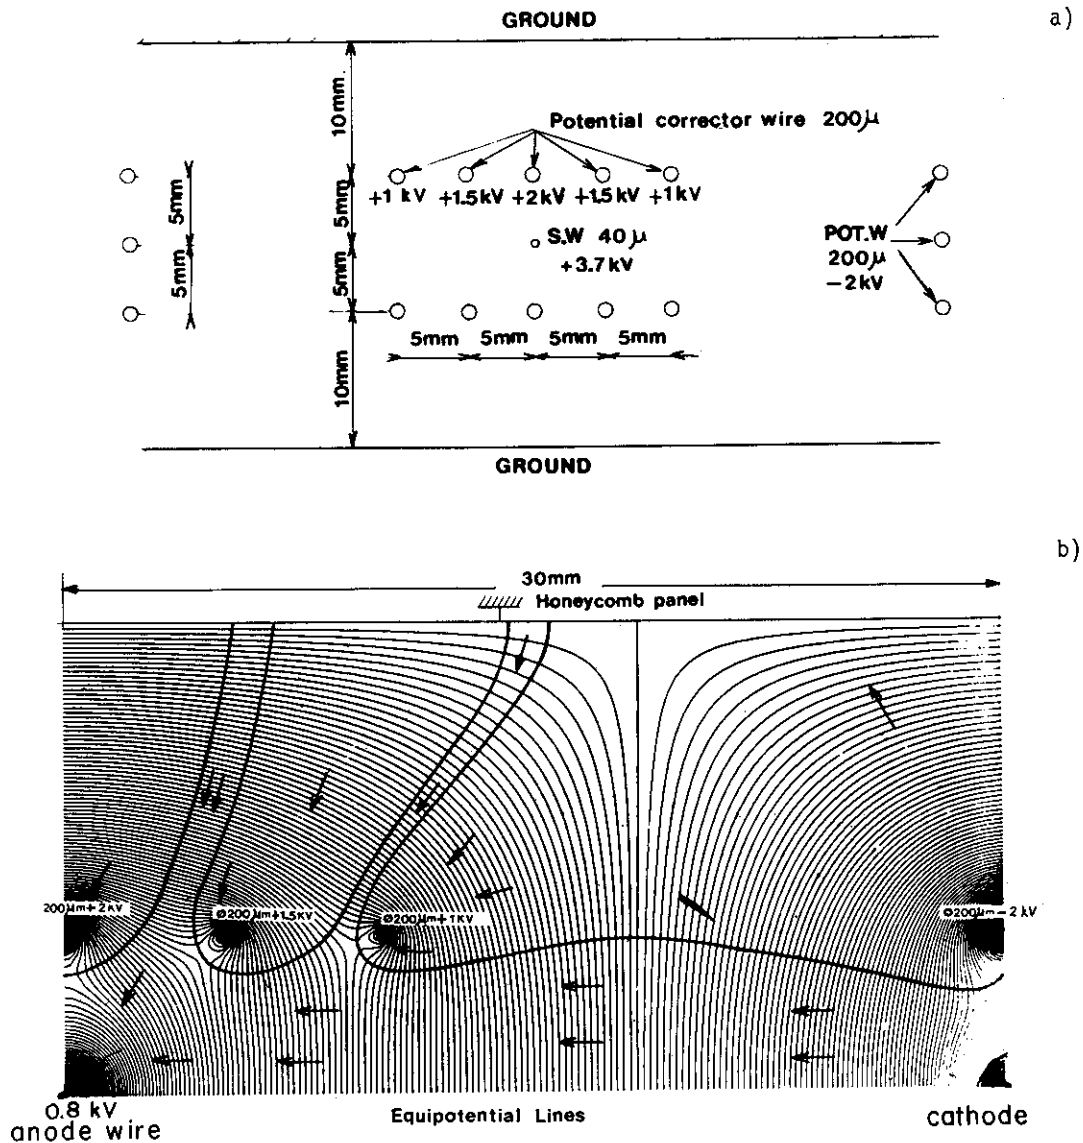 GROUND
a)
10mm
Potential corrector wire 200μ
+1 kV +1.5kV +2kV +1.5kV +1kV
5mm
5mm
S.W 40μ
+3.7 kV
POT.W
200μ
−2kV
5mm
5mm
5mm 5mm 5mm 5mm
10mm
GROUND
b)
30mm
Honeycomb panel
200μm+2kV
Ø200μm+1.5kV
Ø200μm+1kV
Ø200μm−2kV
0.8 kV
anode wire
Equipotential Lines
cathode